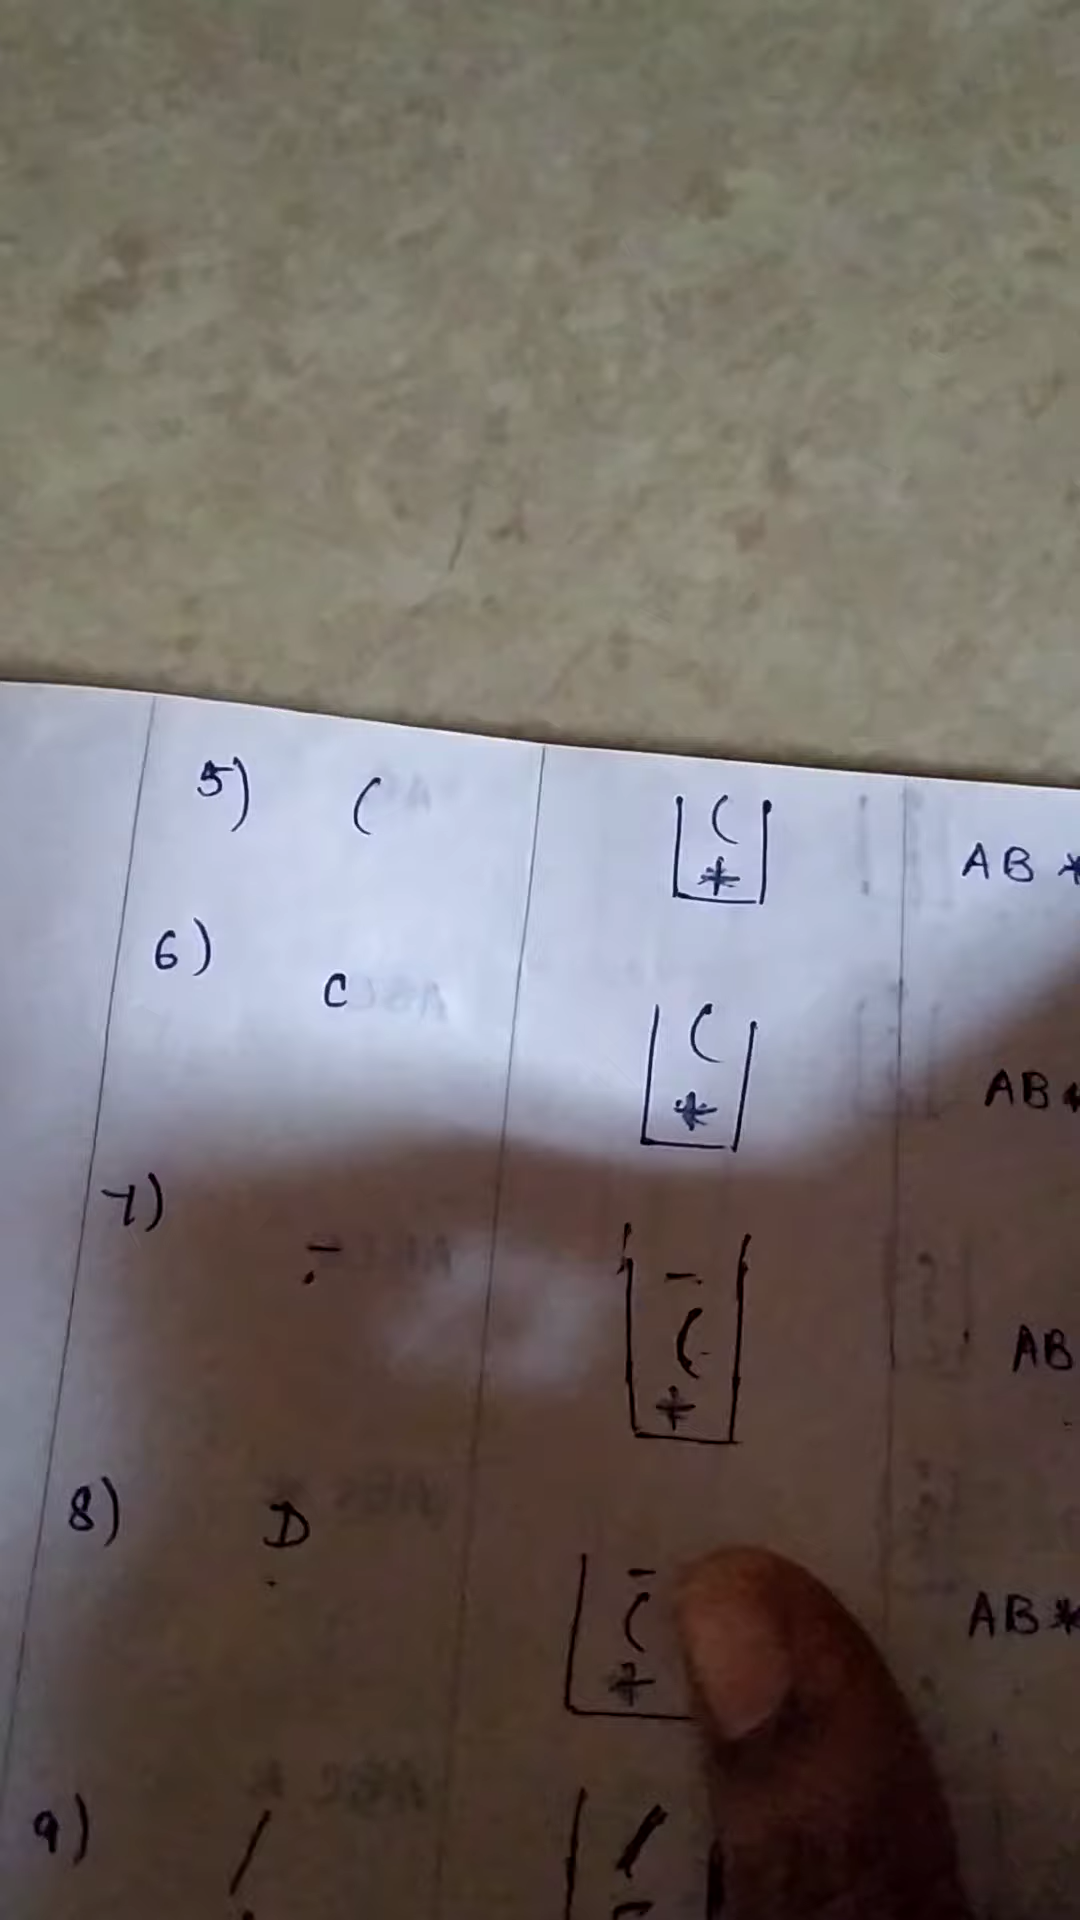 5) ( ( AB *
*
6) C ( AB *
*
7) - - AB
(
*
8) D - AB *
(
*
9) / /
-